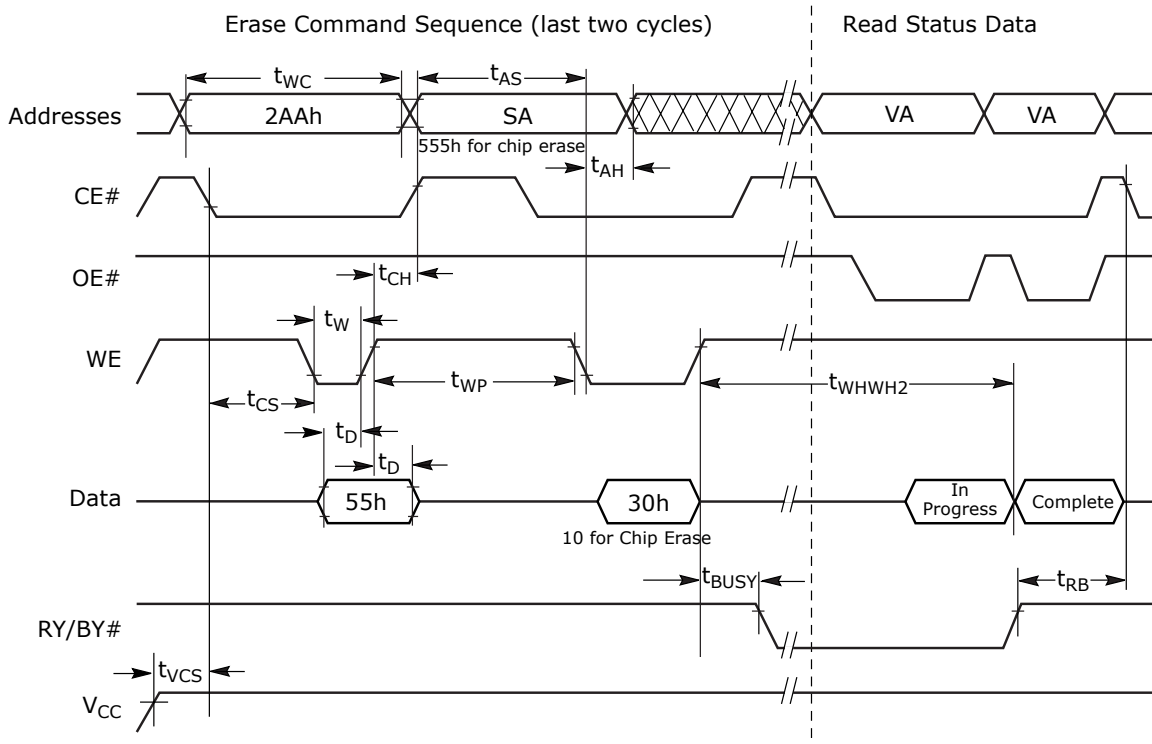 Erase Command Sequence (last two cycles) Read Status Data
tWC tAS
Addresses 2AAh SA VA VA
555h for chip erase
tAH
CE#
OE#
tCH
tW
WE
tWP tWHWH2
tCS
tD
tD
Data 55h 30h In Progress Complete
10 for Chip Erase
tBUSY tRB
RY/BY#
tVCS
VCC